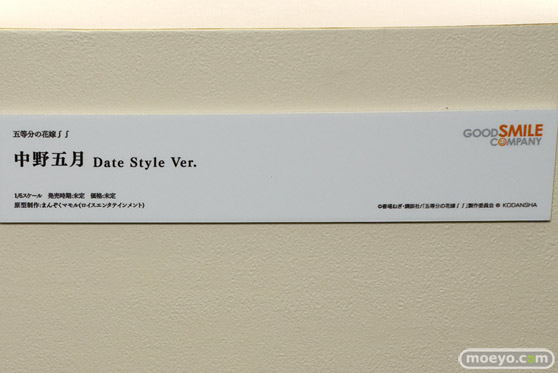 五等分の花嫁∬
GOODSMILE
COMPANY
中野五月 Date Style Ver.
1/6スケール 発売時期:未定 価格:未定
原型制作:まんぞくマモル(ロイスエンタテインメント)
©春場ねぎ・講談社/「五等分の花嫁∬」製作委員会 © KODANSHA
moeyo.com